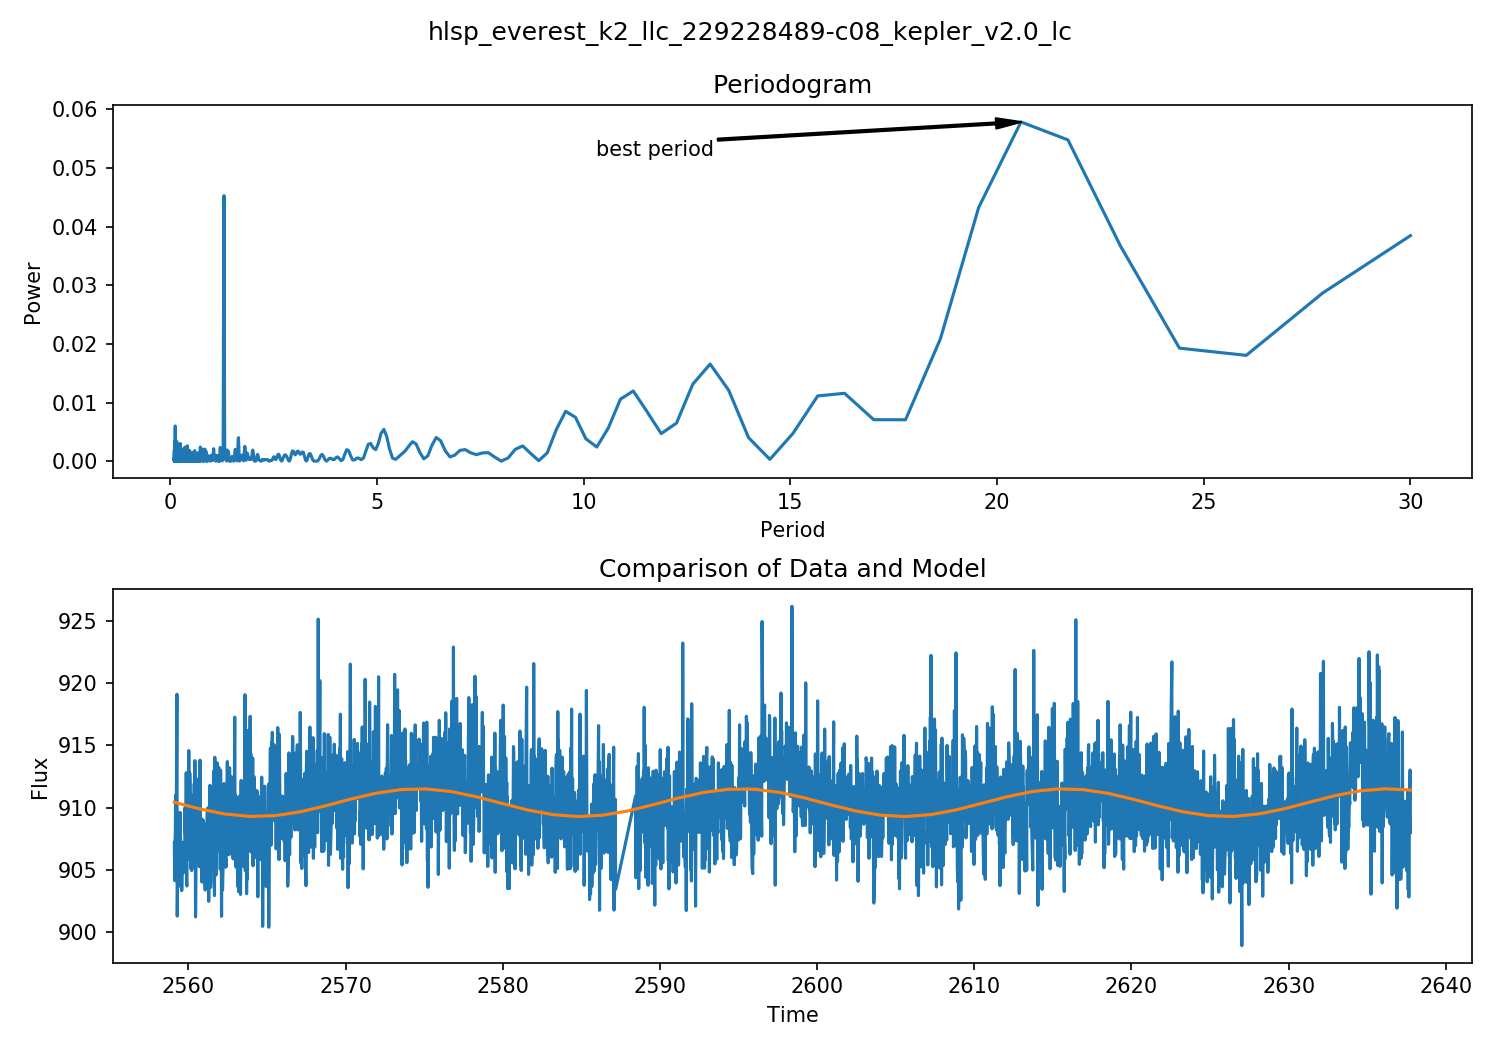 hlsp_everest_k2_llc_229228489-c08_kepler_v2.0_lc
Periodogram
0.06
0.05
0.04
0.03
0.02
0.01
0.00
Power
best period
0 5 10 15 20 25 30
Period
Comparison of Data and Model
925
920
915
910
905
900
Flux
2560 2570 2580 2590 2600 2610 2620 2630 2640
Time